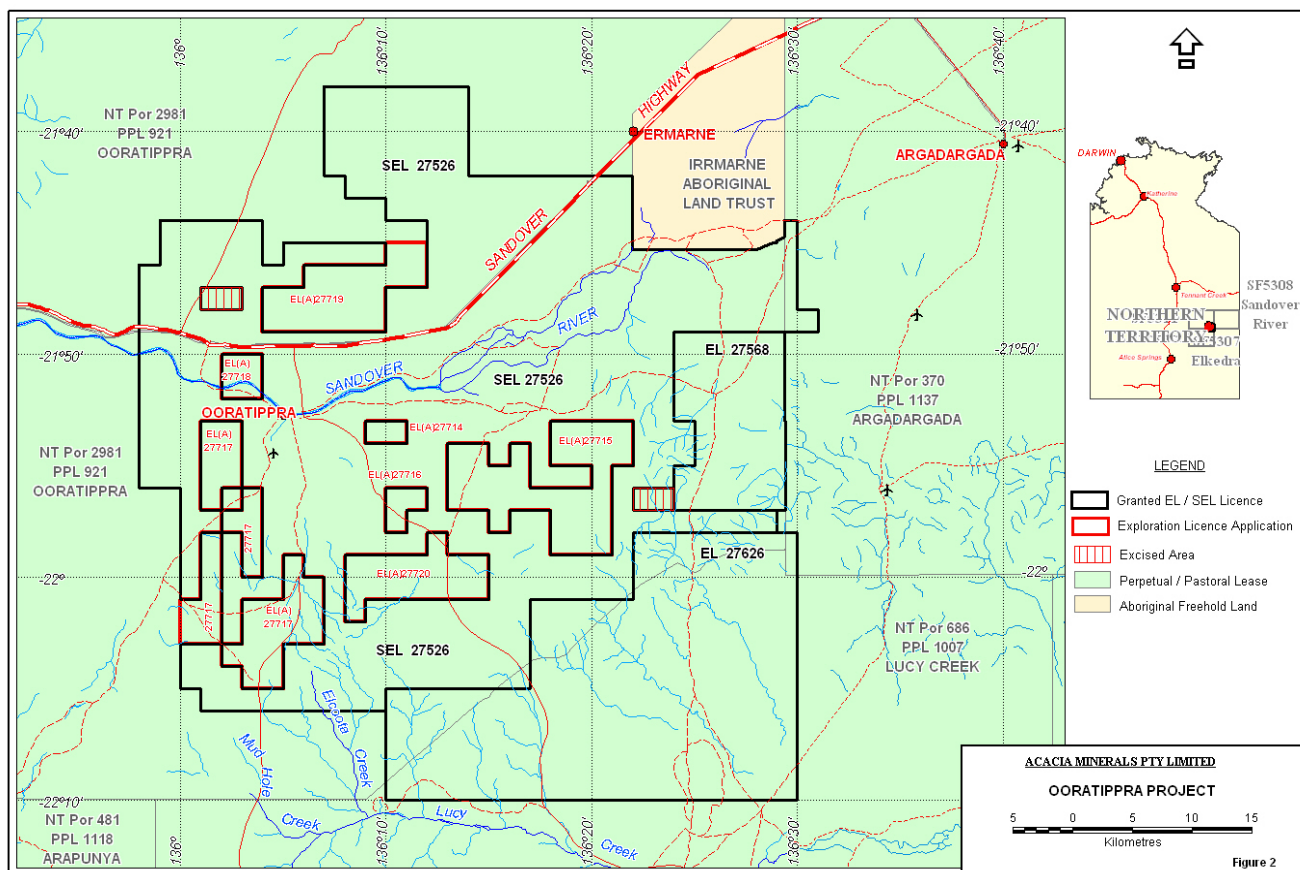 136°
136°10'
136°20'
136°30'
136°40'
NT Por 2981
PPL 921
OORATIPPRA
-21°40'
SEL 27526
HIGHWAY
ERMARNE
IRRMARNE
ABORIGINAL
LAND TRUST
-21°40'
ARGADARGADA
SANDOVER
EL(A)27719
RIVER
SANDOVER
-21°50'
EL(A)
27718
SEL 27526
EL 27568
-21°50'
OORATIPPRA
NT Por 370
PPL 1137
ARGADARGADA
EL(A)
27717
EL(A)27714
EL(A)27715
NT Por 2981
PPL 921
OORATIPPRA
EL(A)27716
27717
EL 27626
-22°
EL(A)27720
-22°
27717
EL(A)
27717
SEL 27526
NT Por 686
PPL 1007
LUCY CREEK
Elcoota
Creek
Mud
Hole
Creek
Lucy
Creek
-22°10'
NT Por 481
PPL 1118
ARAPUNYA
136°
136°10'
136°20'
136°30'
DARWIN
Katherine
Tennant Creek
SF5308
Sandover
River
NORTHERN
TERRITORY
Alice Springs
Elkedra
LEGEND
Granted EL / SEL Licence
Exploration Licence Application
Excised Area
Perpetual / Pastoral Lease
Aboriginal Freehold Land
ACACIA MINERALS PTY LIMITED
OORATIPPRA PROJECT
5 0 5 10 15
Kilometres
Figure 2